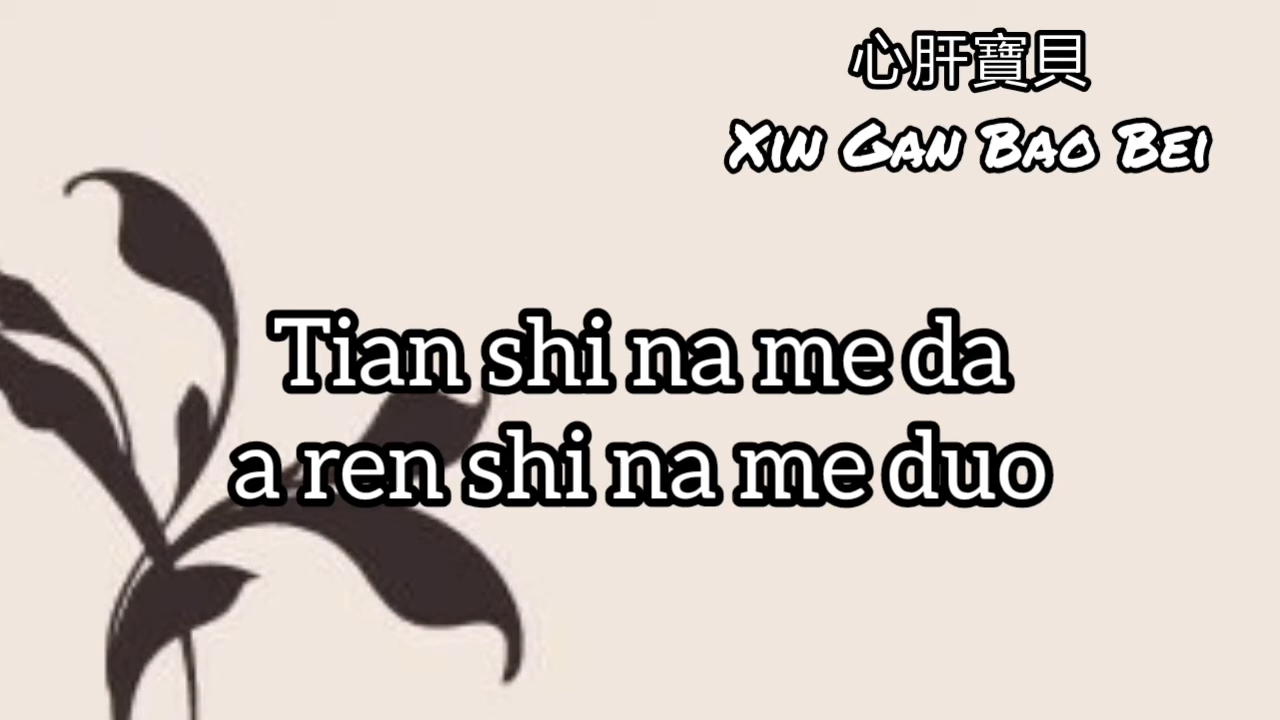 心肝寶貝
Xin Gan Bao Bei
Tian shi na me da
a ren shi na me duo